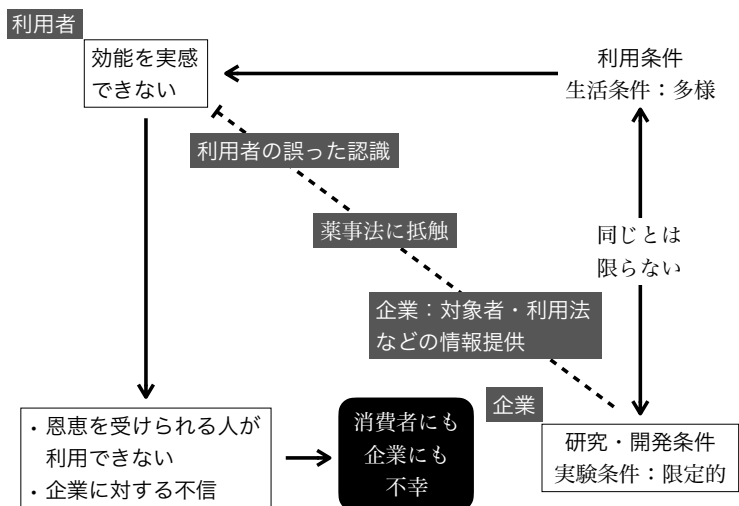 利用者
効能を実感
できない
利用条件
生活条件：多様
利用者の誤った認識
薬事法に抵触
同じとは
限らない
企業：対象者・利用法
などの情報提供
企業
研究・開発条件
実験条件：限定的
・恩恵を受けられる人が
利用できない
・企業に対する不信
消費者にも
企業にも
不幸